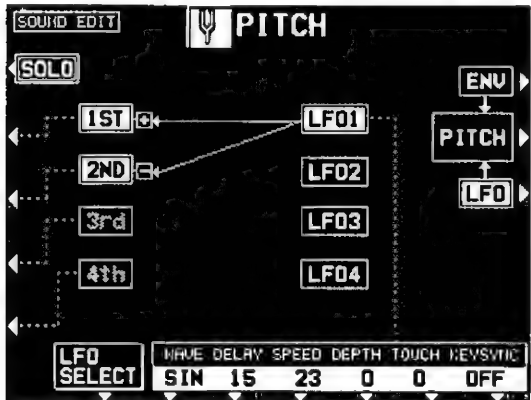 SOUND EDIT
PITCH
SOLO
ENV
1ST + LFO1
PITCH
2ND - LFO2
LFO
3rd LFO3
4th LFO4
LFO SELECT
WAVE DELAY SPEED DEPTH TOUCH KEYSYNC
SIN 15 23 0 0 OFF